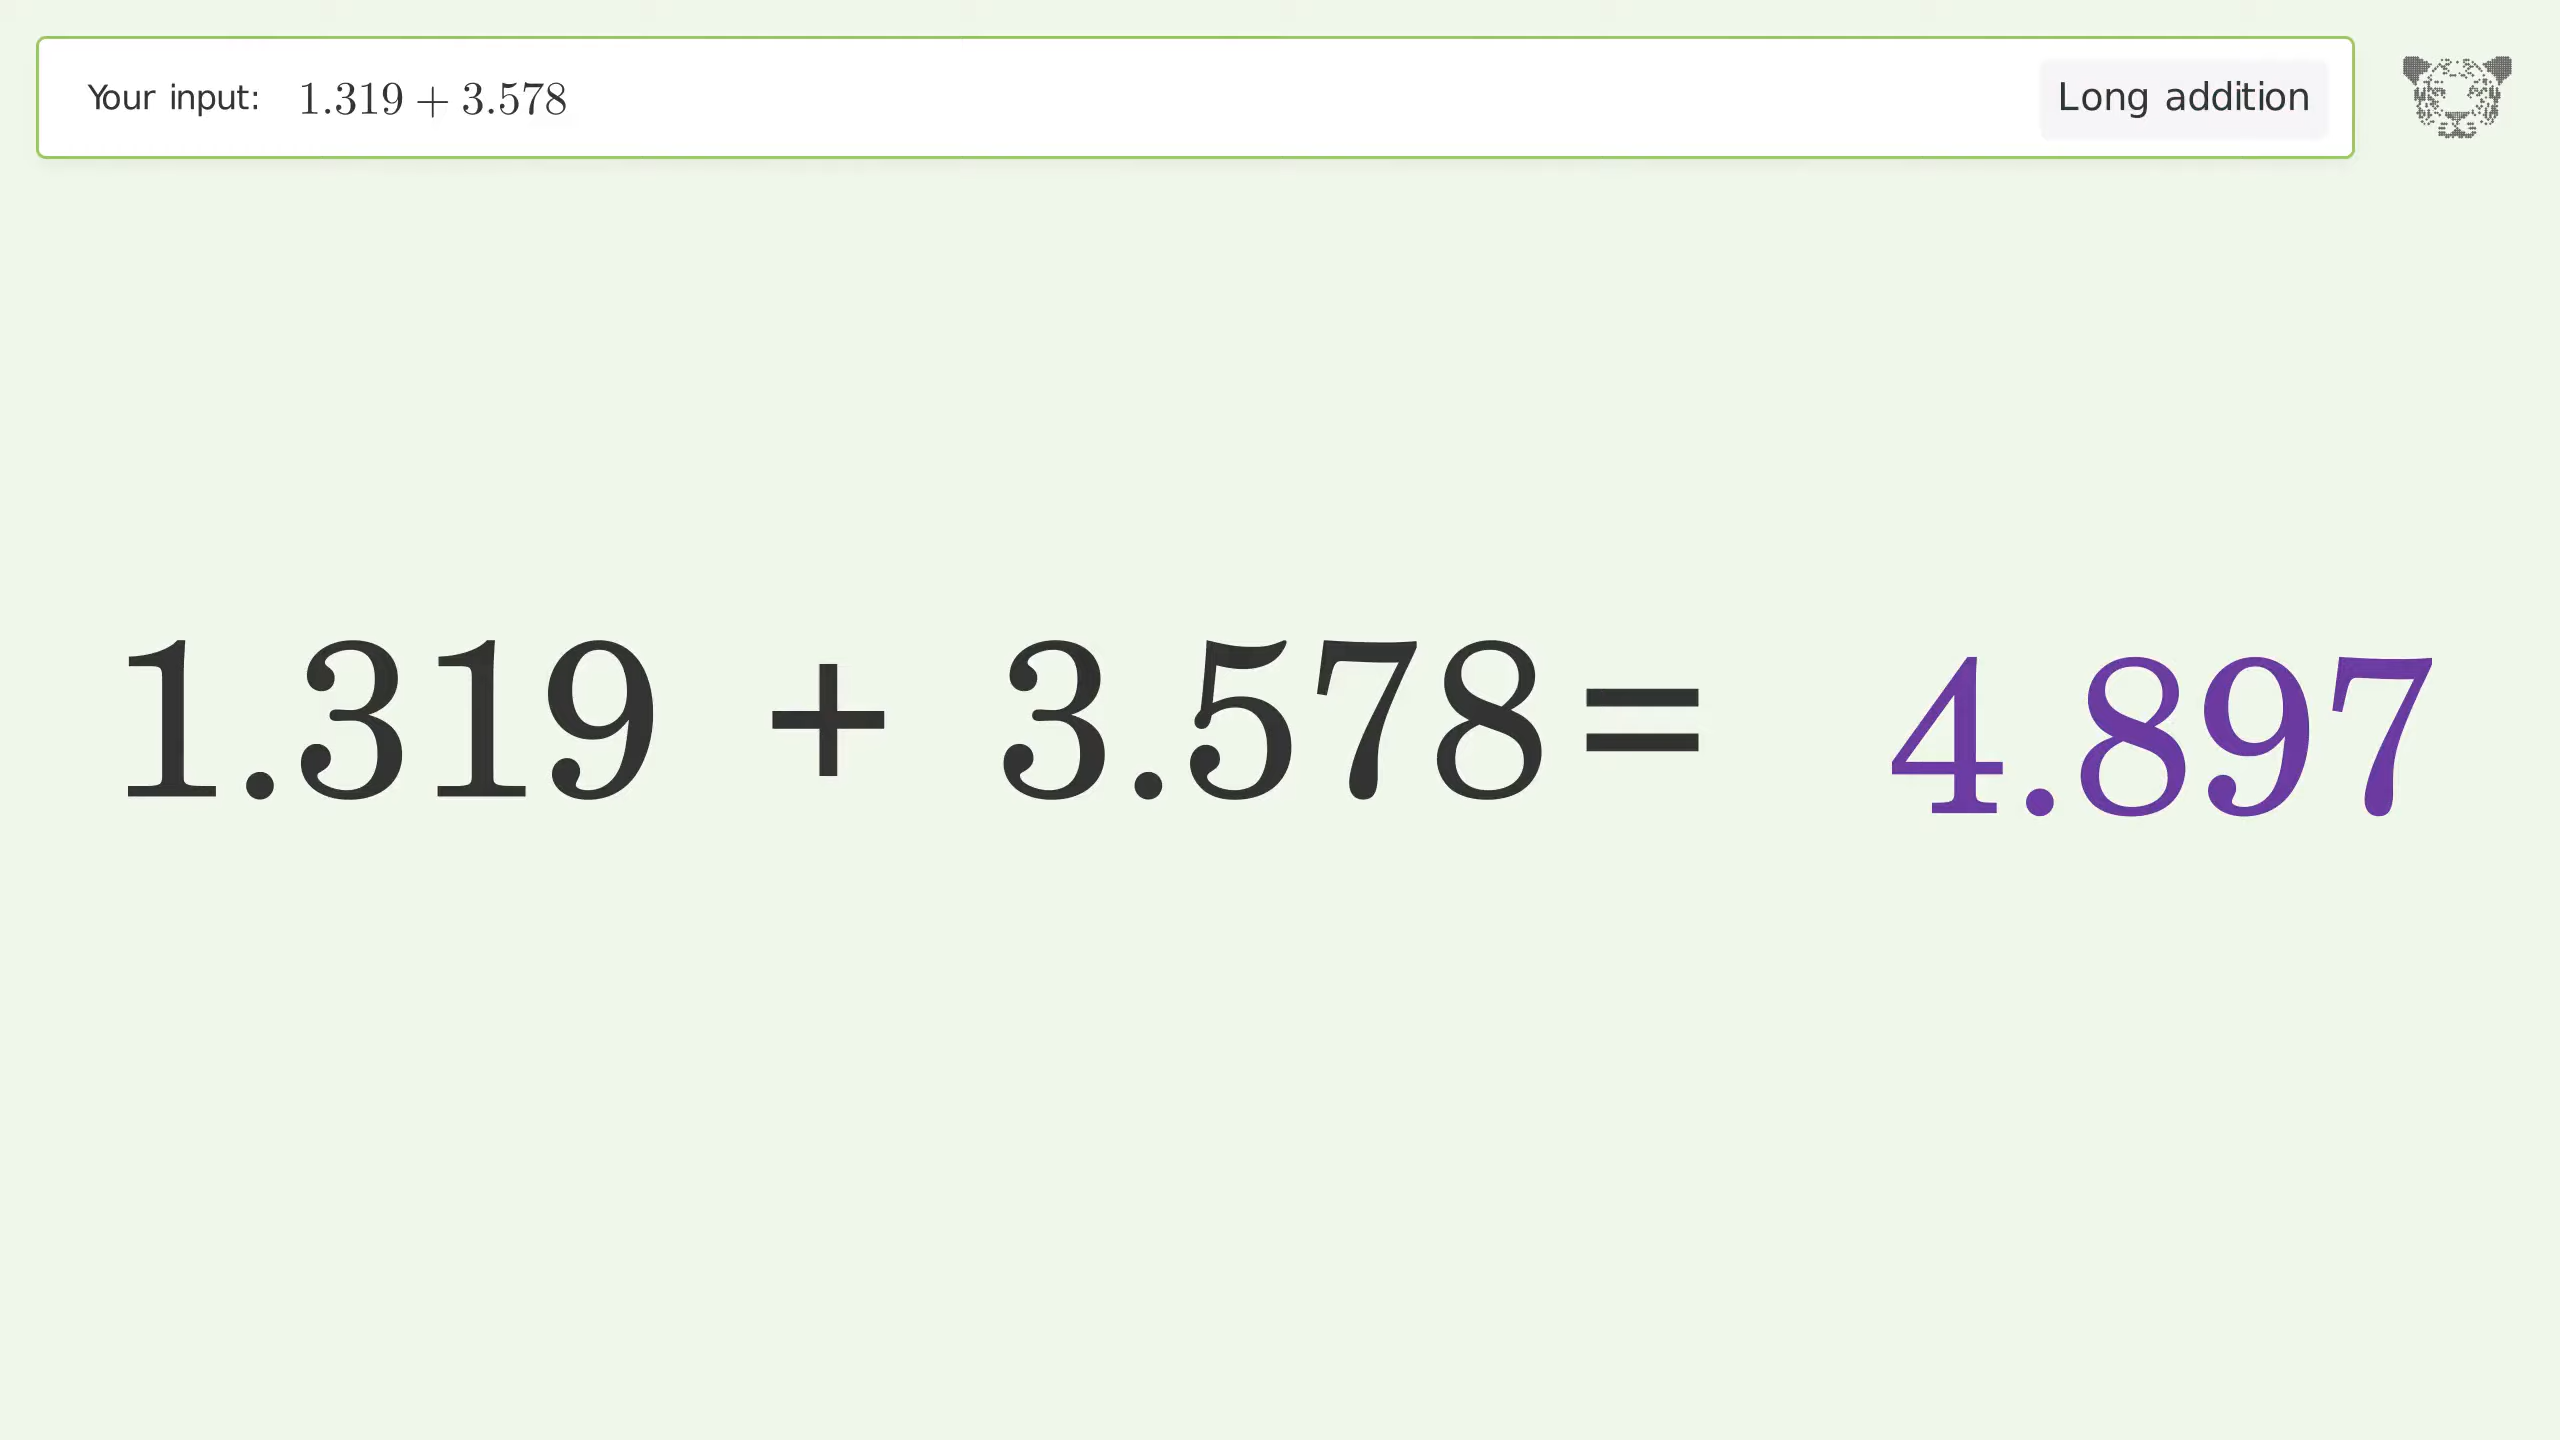 Your input: 1.319 + 3.578 Long addition
1.319 + 3.578 = 4.897